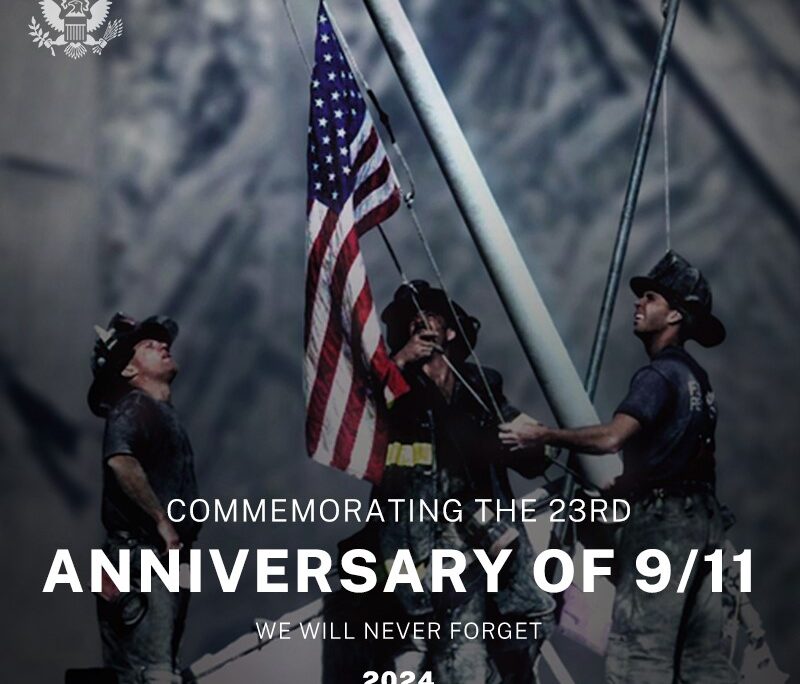 COMMEMORATING THE 23RD
ANNIVERSARY OF 9/11
WE WILL NEVER FORGET
2024